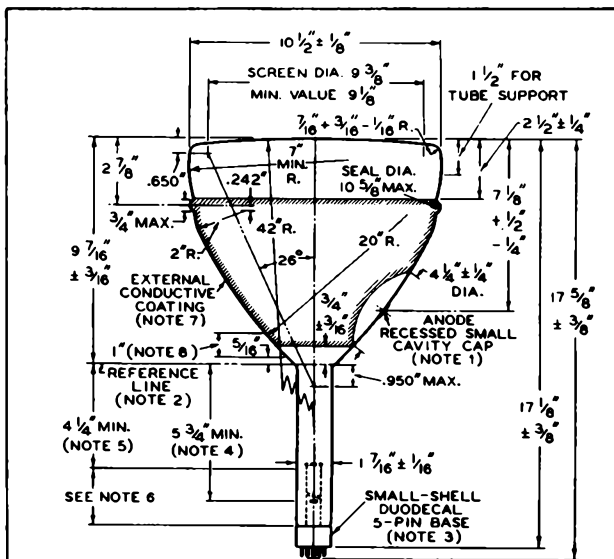 10 1/2" ± 1/8"
SCREEN DIA. 9 3/8"
MIN. VALUE 9 1/8"
1 1/2" FOR
TUBE SUPPORT
7/16" + 3/16" - 1/16" R.
2 1/2" ± 1/4"
2 7/8"
7"
MIN.
R.
SEAL DIA.
10 5/8" MAX.
.650"
.242"
7 1/8"
+ 1/2"
- 1/4"
3/4" MAX.
42" R.
2" R.
20" R.
9 7/16"
± 3/16"
26°
4 1/4" ± 1/4"
DIA.
EXTERNAL
CONDUCTIVE
COATING
(NOTE 7)
3/4"
± 3/16"
ANODE
RECESSED SMALL
CAVITY CAP
(NOTE 1)
17 5/8"
± 3/8"
1" (NOTE 8)
5/16"
REFERENCE
LINE
(NOTE 2)
.950" MAX.
4 1/4" MIN.
(NOTE 5)
5 3/4" MIN.
(NOTE 4)
17 1/8"
± 3/8"
1 7/16" ± 1/16"
SEE NOTE 6
SMALL-SHELL
DUODECAL
5-PIN BASE
(NOTE 3)